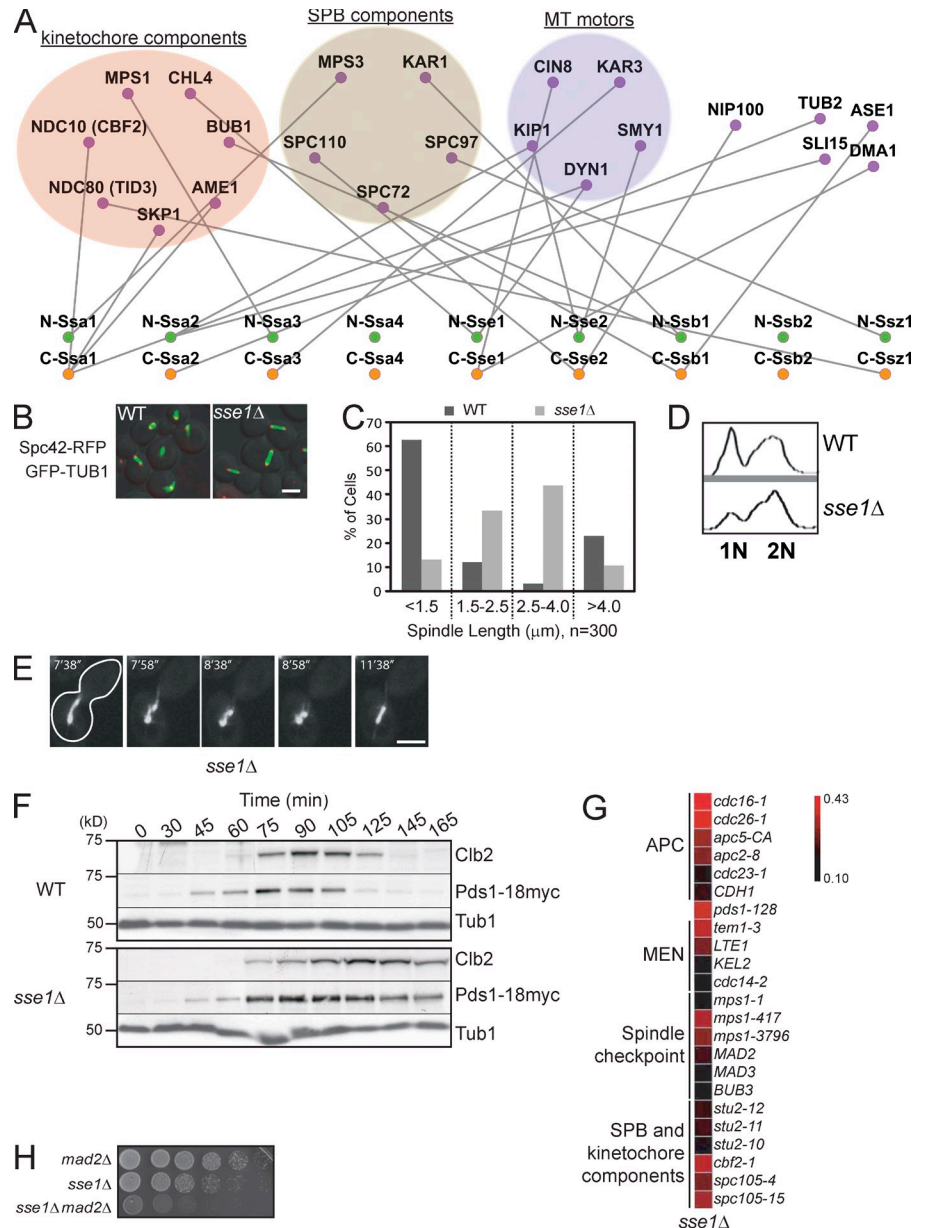 A
kinetochore components
SPB components
MT motors
MPS1 CHL4
NDC10 (CBF2) BUB1
NDC80 (TID3) AME1
SKP1
MPS3 KAR1
SPC110 SPC97
SPC72
CIN8 KAR3
KIP1 SMY1
DYN1
NIP100 TUB2 ASE1
SLI15 DMA1
N-Ssa1 N-Ssa2 N-Ssa3 N-Ssa4 N-Sse1 N-Sse2 N-Ssb1 N-Ssb2 N-Ssz1
C-Ssa1 C-Ssa2 C-Ssa3 C-Ssa4 C-Sse1 C-Sse2 C-Ssb1 C-Ssb2 C-Ssz1
B
WT sse1Δ
Spc42-RFP
GFP-TUB1
C
WT sse1Δ
% of Cells
70
60
50
40
30
20
10
0
<1.5 1.5-2.5 2.5-4.0 >4.0
Spindle Length (μm), n=300
D
WT
sse1Δ
1N 2N
E
7’38” 7’58” 8’38” 8’58” 11’38”
sse1Δ
F
Time (min)
(kD) 0 30 45 60 75 90 105 125 145 165
WT
75
Clb2
75
Pds1-18myc
50 Tub1
sse1Δ
75
Clb2
75
Pds1-18myc
50 Tub1
G
0.43
0.10
APC
cdc16-1
cdc26-1
apc5-CA
apc2-8
cdc23-1
CDH1
pds1-128
MEN
tem1-3
LTE1
KEL2
cdc14-2
Spindle
checkpoint
mps1-1
mps1-417
mps1-3796
MAD2
MAD3
BUB3
SPB and
kinetochore
components
stu2-12
stu2-11
stu2-10
cbf2-1
spc105-4
spc105-15
sse1Δ
H
mad2Δ
sse1Δ
sse1Δmad2Δ